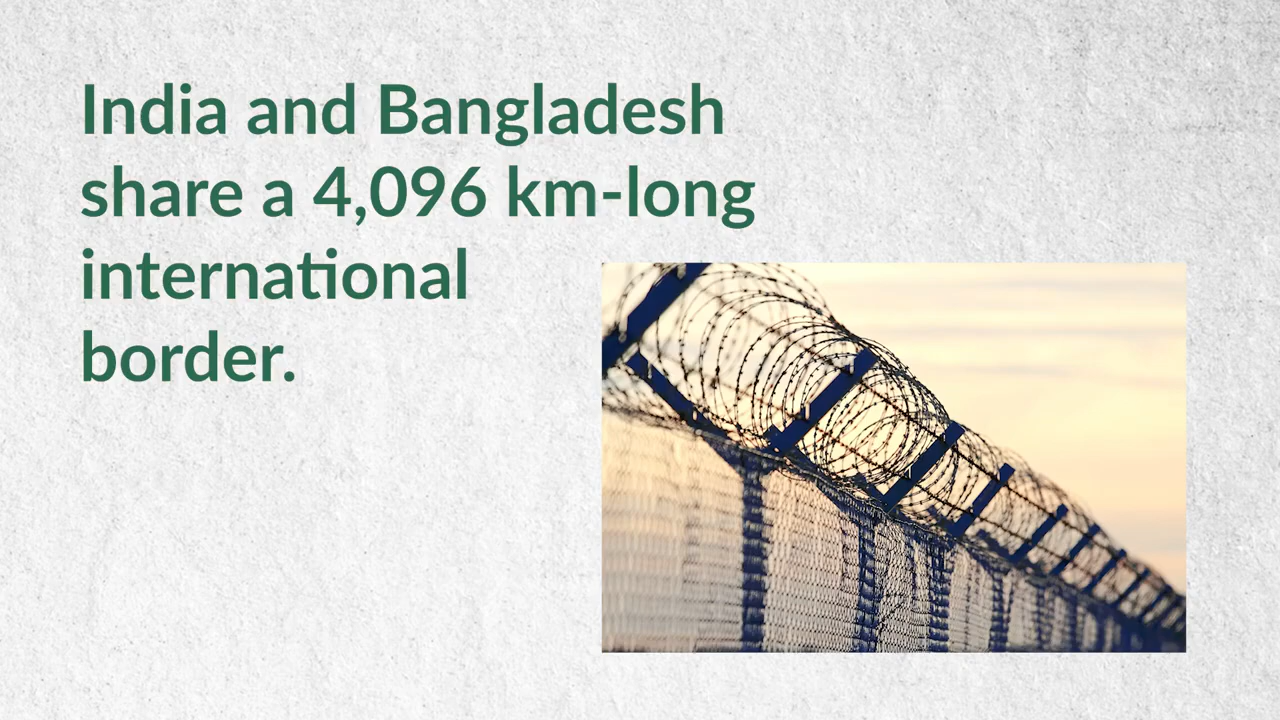 India and Bangladesh
share a 4,096 km-long
international
border.